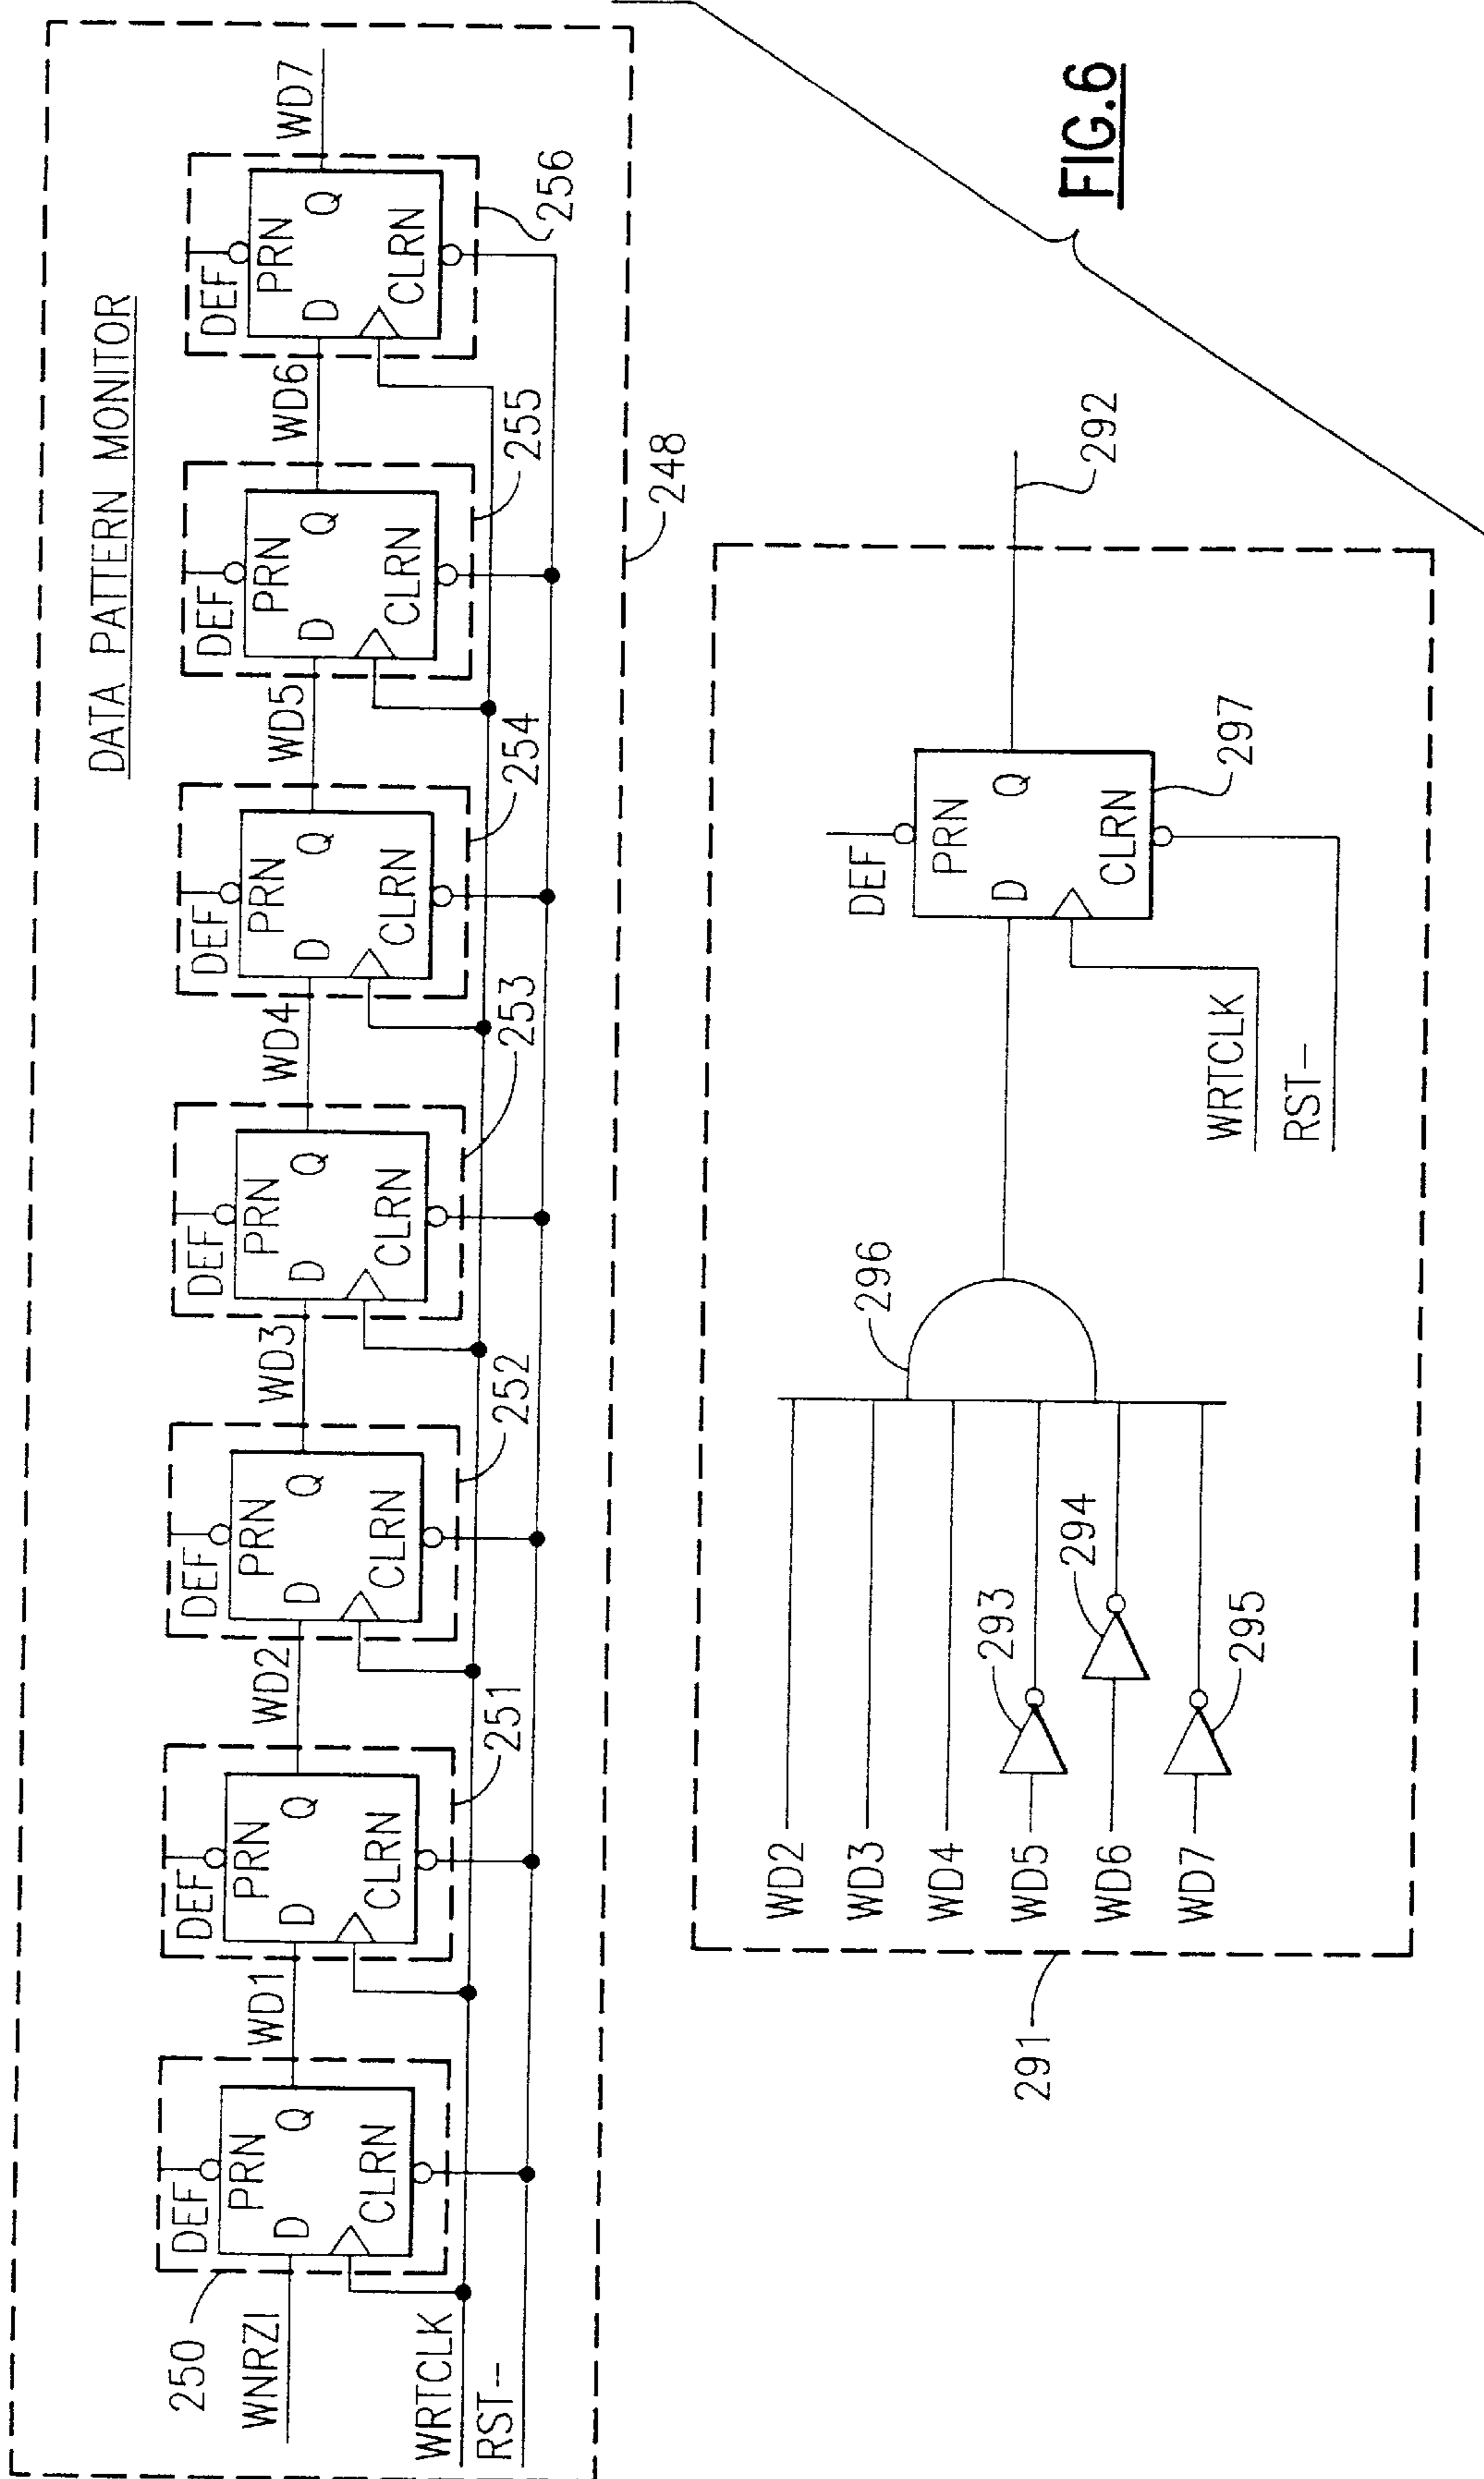 DATA PATTERN MONITOR
250
DEF
PRN
D
Q
CLRN
WNRZI
WD1
251
DEF
PRN
D
Q
CLRN
WD2
252
DEF
PRN
D
Q
CLRN
WD3
253
DEF
PRN
D
Q
CLRN
WD4
254
DEF
PRN
D
Q
CLRN
WD5
255
DEF
PRN
D
Q
CLRN
WD6
256
DEF
PRN
D
Q
CLRN
WD7
WRTCLK
RST--
248
291
WD2
WD3
WD4
WD5
WD6
WD7
293
294
295
296
DEF
PRN
D
Q
CLRN
297
WRTCLK
RST--
292
FIG.6